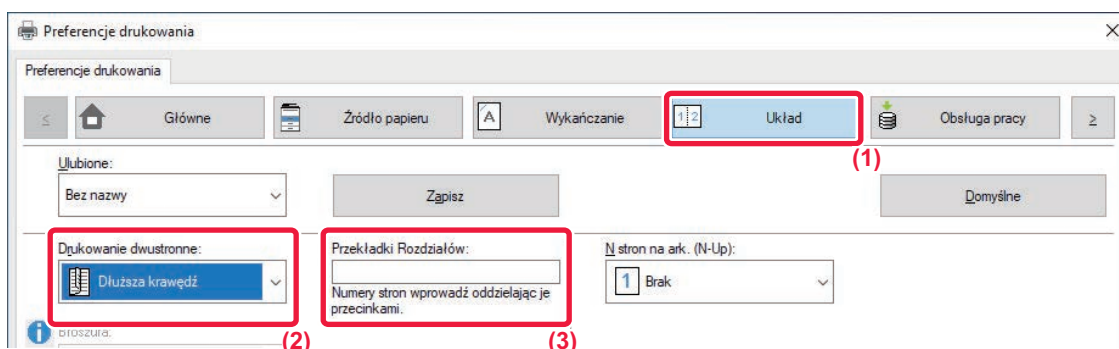 Preferencje drukowania
Preferencje drukowania
< Główne Źródło papieru A Wykańczanie 1 2 Układ Obsługa pracy >
(1)
Ulubione:
Bez nazwy Zapisz Domyślne
Drukowanie dwustronne: Przekładki Rozdziałów: N stron na ark. (N-Up):
Dłuższa krawędź 1 Brak
Numery stron wprowadź oddzielając je
przecinkami.
Broszura:
(2) (3)